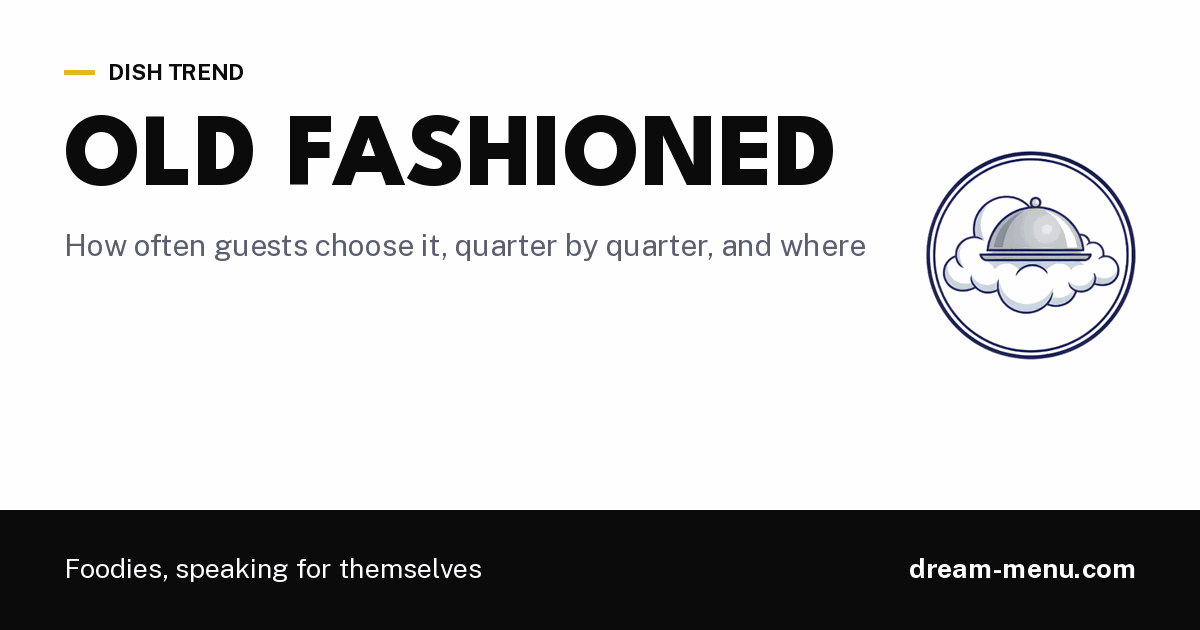 DISH TREND
OLD FASHIONED
How often guests choose it, quarter by quarter, and where
Foodies, speaking for themselves
dream-menu.com